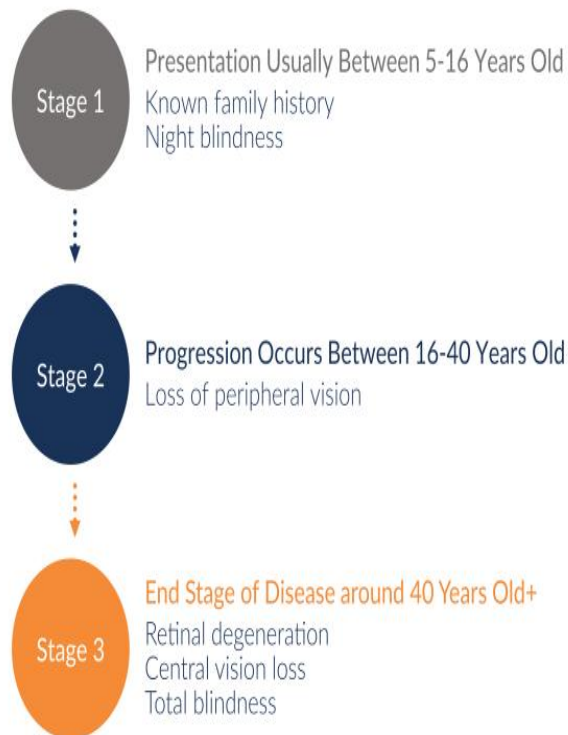 Stage 1
Presentation Usually Between 5-16 Years Old
Known family history
Night blindness
Stage 2
Progression Occurs Between 16-40 Years Old
Loss of peripheral vision
Stage 3
End Stage of Disease around 40 Years Old+
Retinal degeneration
Central vision loss
Total blindness